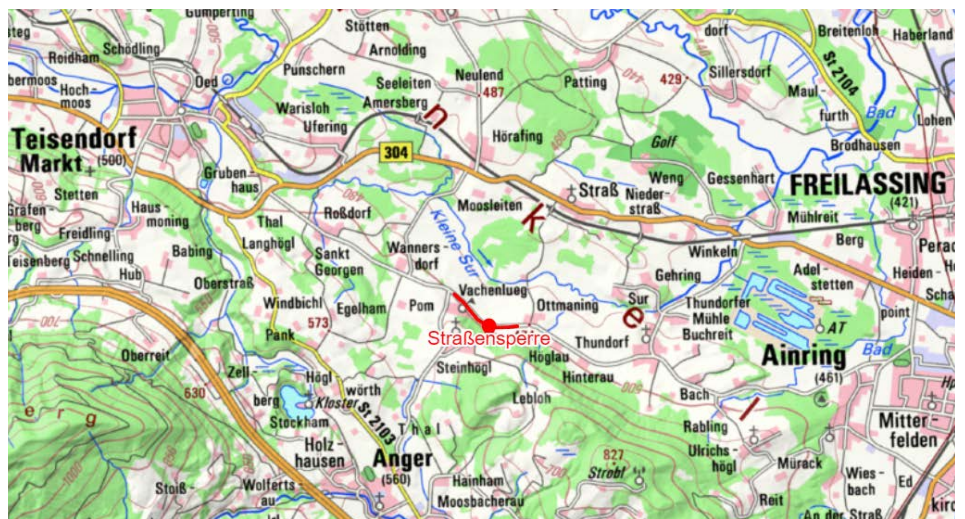 Gumperting
Stötten
dorf
Breitenloh
Haberland
Schödling
Roidham
Arnolding
Oed
Punschern
Seeleiten
Neulend
487
Patting
429
Sillersdorf
St 2104
Hoch-
moos
Amersberg
Warisloh
Ufering
n
440
Maul-
furth
Bad
Lohen
Teisendorf
Markt (500)
304
Hörafing
Golf
Brodhausen
Weng
Gessenhart
FREILASSING
(421)
Stetten
Gruben-
haus
Straß
Nieder-
straß
Haus-
moning
Roßdorf
Moosleiten
k
Mühlreit
Freidling
Thal
Kleine Sur
Babing
Langhögl
Wanners-
dorf
Winkeln
Berg
Schnelling
Sankt
Georgen
Gehring
Adel-
stetten
Heiden-
point
Teisenberg
Hub
Oberstraß
Vachenlueg
Windbichl
Egelham
Pom
Ottmaning
Sur
e
Thundorfer
Mühle
573
Pank
Straßensperre
Thundorf
Buchreit
AT
Oberreit
Steinhögl
Höglau
Ainring
(461)
Bad
Zell-
berg
Högl
wörth
Hinterau
630
Kloster
St 2103
Lebloh
Bach
l
Mitter-
felden
Stockham
Thal
Rabling
Holz-
hausen
Anger
(560)
827
Strobl
Ulrichs-
högl
Mürack
Stoiß-
Wolferts-
au
Hainham
Moosbacherau
Reit
Wies-
bach
Ed
An der Straß